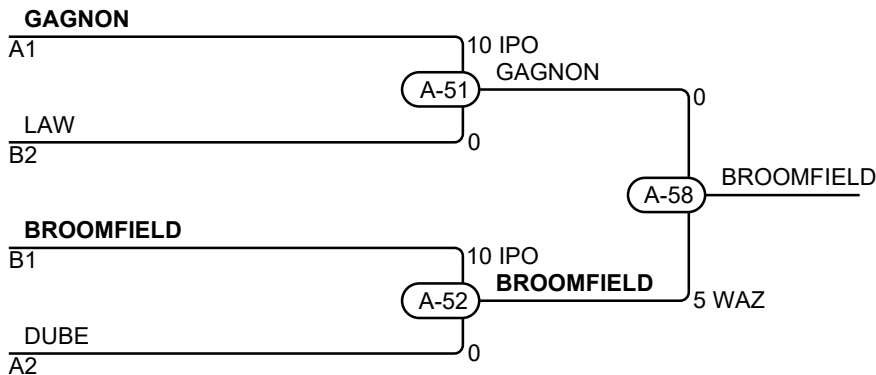 GAGNON
A1
10 IPO
A-51
GAGNON
0
LAW
B2
0
A-58
BROOMFIELD
BROOMFIELD
B1
10 IPO
A-52
BROOMFIELD
5 WAZ
DUBE
A2
0